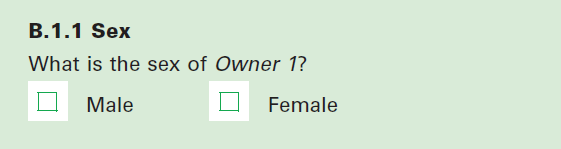 B.1.1 Sex
What is the sex of Owner 1?
Male Female